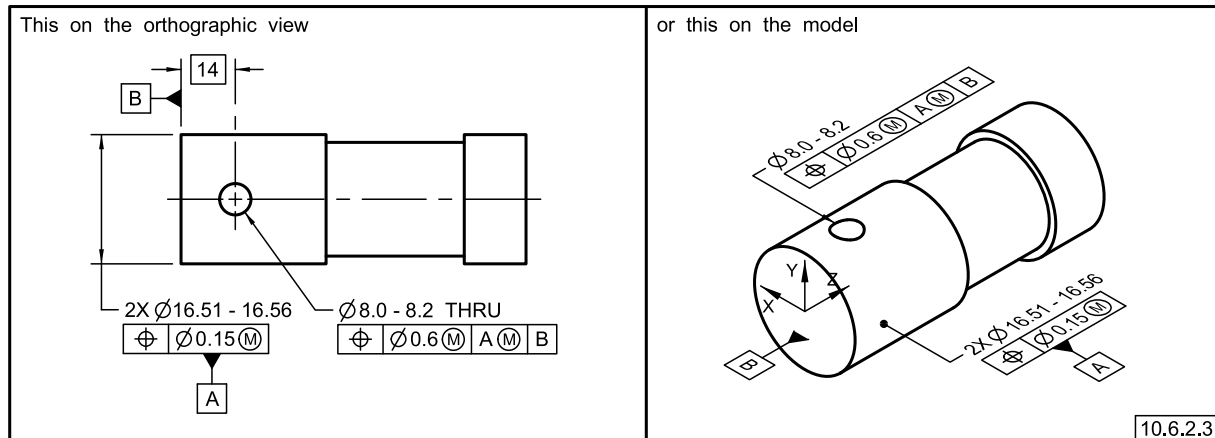 This on the orthographic view
14
B
2X Ø16.51 - 16.56
⌖ Ø0.15Ⓜ
A
Ø8.0 - 8.2 THRU
⌖ Ø0.6Ⓜ AⓂ B
or this on the model
Ø8.0 - 8.2
⌖ Ø0.6Ⓜ AⓂ B
Y
X
Z
B
2X Ø16.51 - 16.56
⌖ Ø0.15Ⓜ
A
10.6.2.3